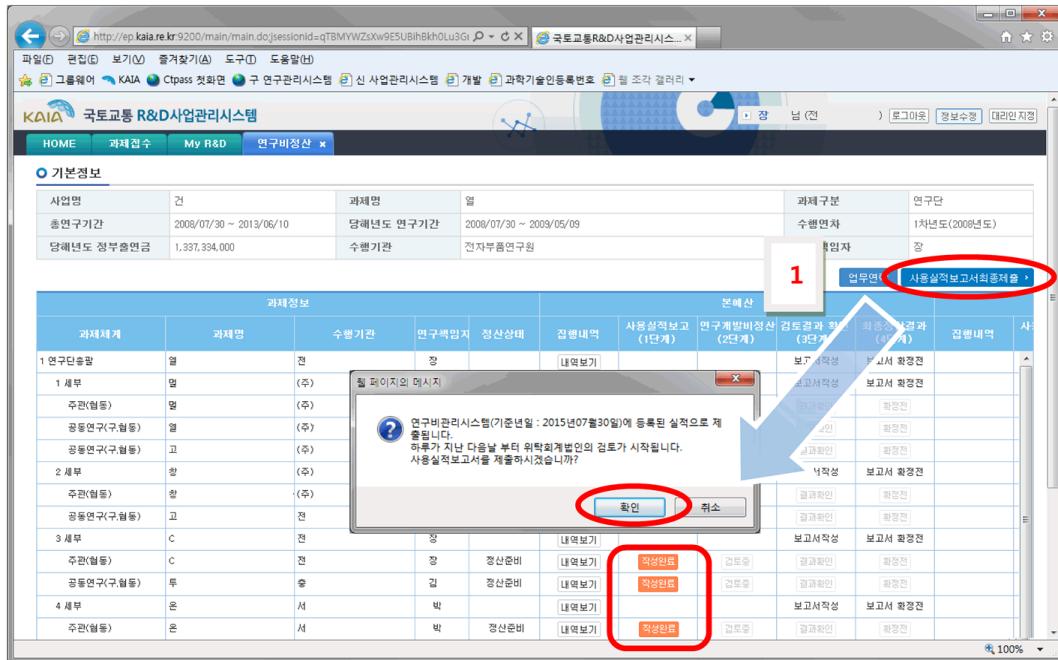 http://ep.kaia.re.kr:9200/main/main.do;jsessionid=qTBMYWZsXw9E5UBihBkh0Lu3Gr
국토교통R&D사업관리시스...
파일(F) 편집(E) 보기(V) 즐겨찾기(A) 도구(T) 도움말(H)
그룹웨어 KAIA Ctpass 첫화면 구 연구관리시스템 신 사업관리시스템 개발 과학기술인등록번호 웹 조각 갤러리
KAIA 국토교통 R&D사업관리시스템
장 님 (전 ) 로그아웃 정보수정 대리인지정
HOME 과제접수 My R&D 연구비정산 ×
기본정보
사업명 건 과제명 열 과제구분 연구단
총연구기간 2008/07/30 ~ 2013/06/10 당해년도 연구기간 2008/07/30 ~ 2009/05/09 수행연차 1차년도(2008년도)
당해년도 정부출연금 1,337,334,000 수행기관 전자부품연구원 책임자 장
1 업무연 사용실적보고서최종제출
과제정보 본예산
과제체계 과제명 수행기관 연구책임자 정산상태 집행내역 사용실적보고 (1단계) 연구개발비정산 (2단계) 검토결과 확인 (3단계) 결과 (4단계) 집행내역
1 연구단총괄 열 전 장 내역보기 보고서작성 보고서 확정전
1 세부 멀 (주) 보고서작성 보고서 확정전
주관(협동) 멀 (주) 확정전
공동연구(구,협동) 열 (주) 확정전
공동연구(구,협동) 고 (주) 결과확인 확정전
2 세부 창 (주)
주관(협동) 창 (주) 결과확인 확정전
공동연구(구,협동) 고 전 결과확인 확정전
3 세부 C 전 장 내역보기 보고서작성 보고서 확정전
주관(협동) C 전 장 정산준비 내역보기 작성완료 검토중 결과확인 확정전
공동연구(구,협동) 투 충 김 정산준비 내역보기 작성완료 검토중 결과확인 확정전
4 세부 온 서 박 내역보기 보고서작성 보고서 확정전
주관(협동) 온 서 박 정산준비 내역보기 작성완료 검토중 결과확인 확정전
웹 페이지의 메시지
연구비관리시스템(기준년일 : 2015년07월30일)에 등록된 실적으로 제
출됩니다.
하루가 지난 다음날 부터 위탁회계법인의 검토가 시작됩니다.
사용실적보고서를 제출하시겠습니까?
확인 취소
100%